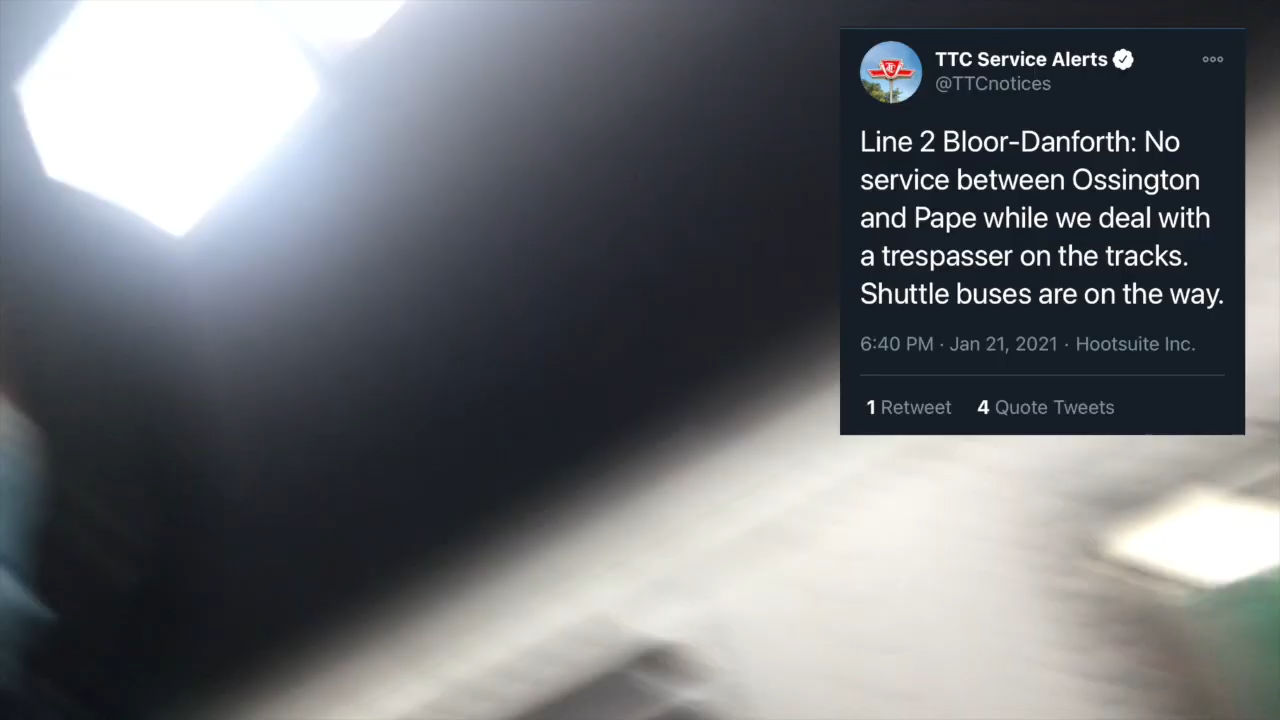 TTC Service Alerts
@TTCnotices
Line 2 Bloor-Danforth: No
service between Ossington
and Pape while we deal with
a trespasser on the tracks.
Shuttle buses are on the way.
6:40 PM · Jan 21, 2021 · Hootsuite Inc.
1 Retweet 4 Quote Tweets